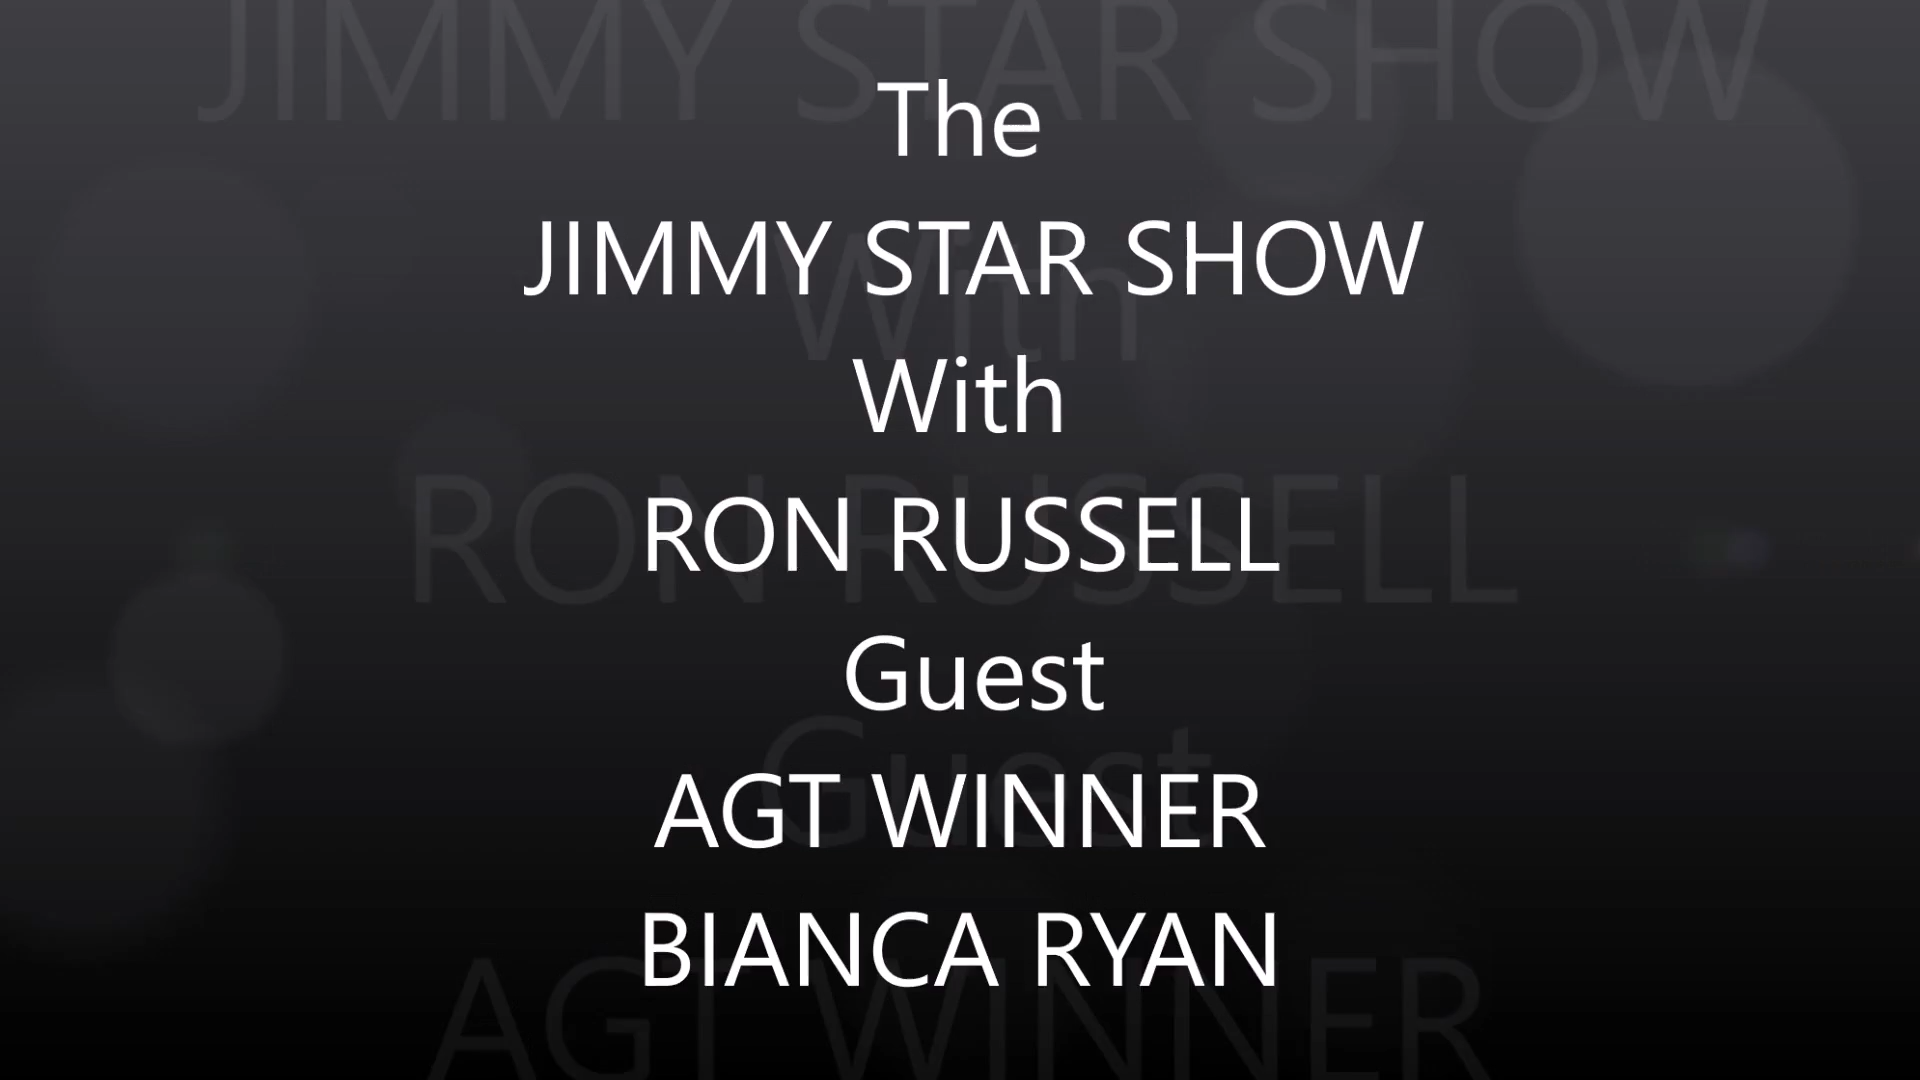 The
JIMMY STAR SHOW
With
RON RUSSELL
Guest
AGT WINNER
BIANCA RYAN